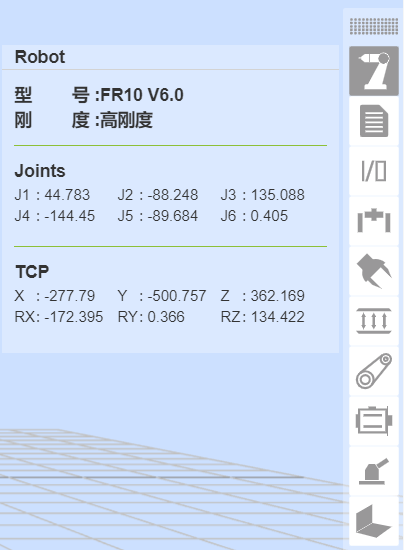 Robot
型 号 :FR10 V6.0
刚 度 :高刚度
Joints
J1 : 44.783 J2 : -88.248 J3 : 135.088
J4 : -144.45 J5 : -89.684 J6 : 0.405
TCP
X : -277.79 Y : -500.757 Z : 362.169
RX: -172.395 RY: 0.366 RZ: 134.422
I/O